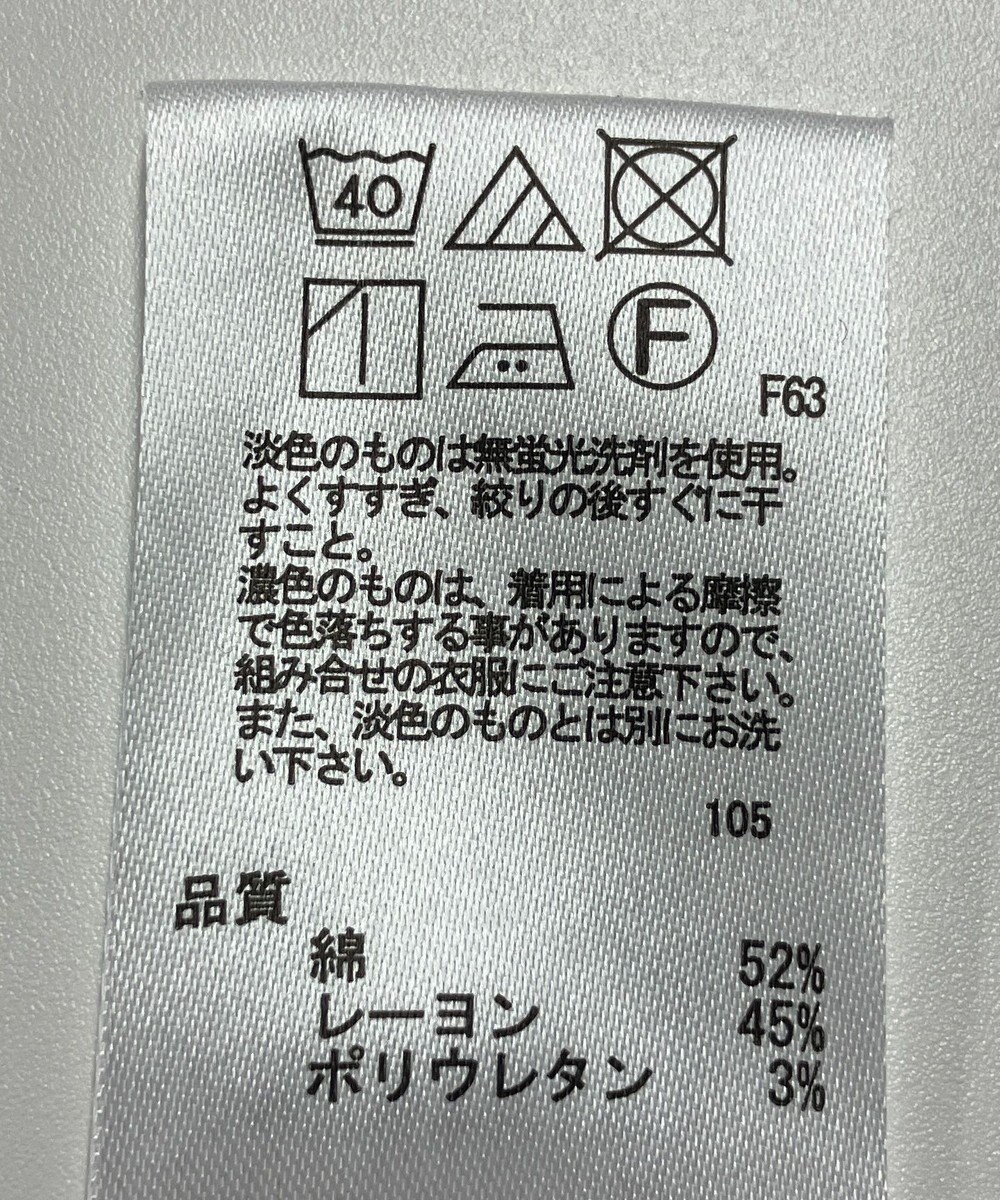 40
F
F63
淡色のものは無蛍光洗剤を使用。
よくすすぎ、絞りの後すぐに干
すこと。
濃色のものは、着用による摩擦
で色落ちする事がありますので、
組み合せの衣服にご注意下さい。
また、淡色のものとは別にお洗
い下さい。
105
品質
綿 52%
レーヨン 45%
ポリウレタン 3%